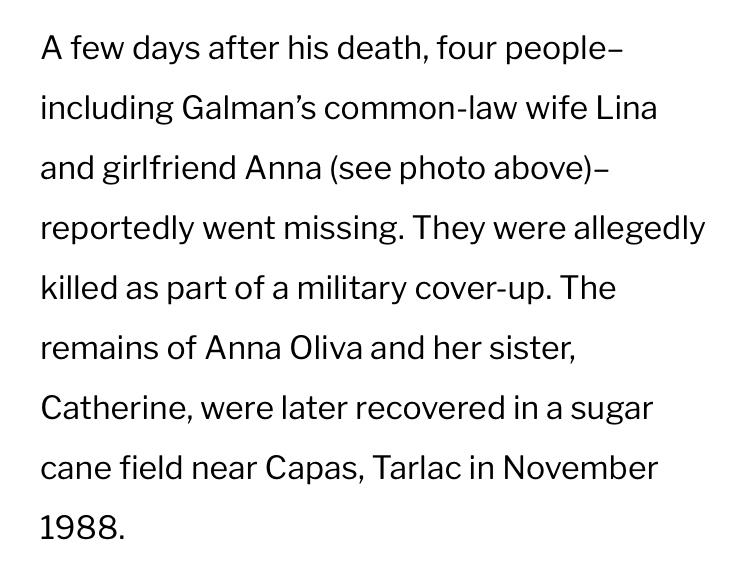 A few days after his death, four people–
including Galman’s common-law wife Lina
and girlfriend Anna (see photo above)–
reportedly went missing. They were allegedly
killed as part of a military cover-up. The
remains of Anna Oliva and her sister,
Catherine, were later recovered in a sugar
cane field near Capas, Tarlac in November
1988.